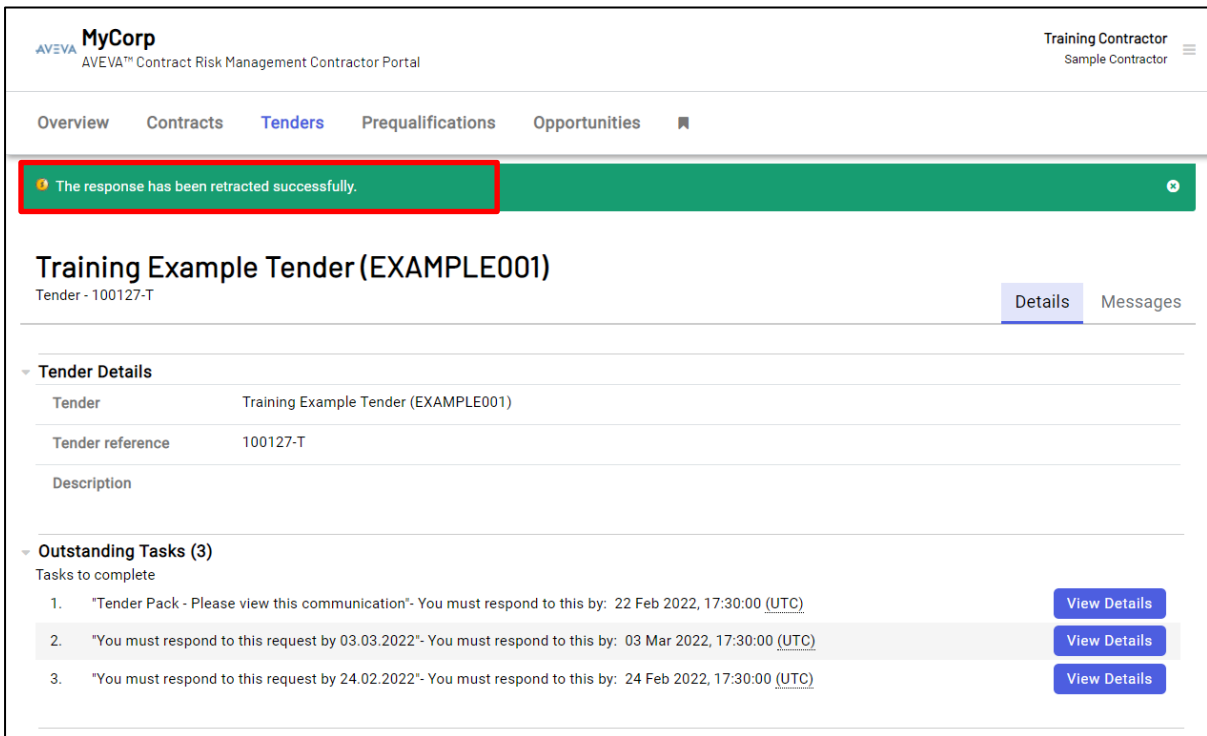 AVEVA MyCorp
AVEVA™ Contract Risk Management Contractor Portal
Training Contractor
Sample Contractor
Overview Contracts Tenders Prequalifications Opportunities
The response has been retracted successfully.
Training Example Tender (EXAMPLE001)
Tender - 100127-T
Details Messages
Tender Details
Tender Training Example Tender (EXAMPLE001)
Tender reference 100127-T
Description
Outstanding Tasks (3)
Tasks to complete
1. "Tender Pack - Please view this communication"- You must respond to this by: 22 Feb 2022, 17:30:00 (UTC) View Details
2. "You must respond to this request by 03.03.2022"- You must respond to this by: 03 Mar 2022, 17:30:00 (UTC) View Details
3. "You must respond to this request by 24.02.2022"- You must respond to this by: 24 Feb 2022, 17:30:00 (UTC) View Details